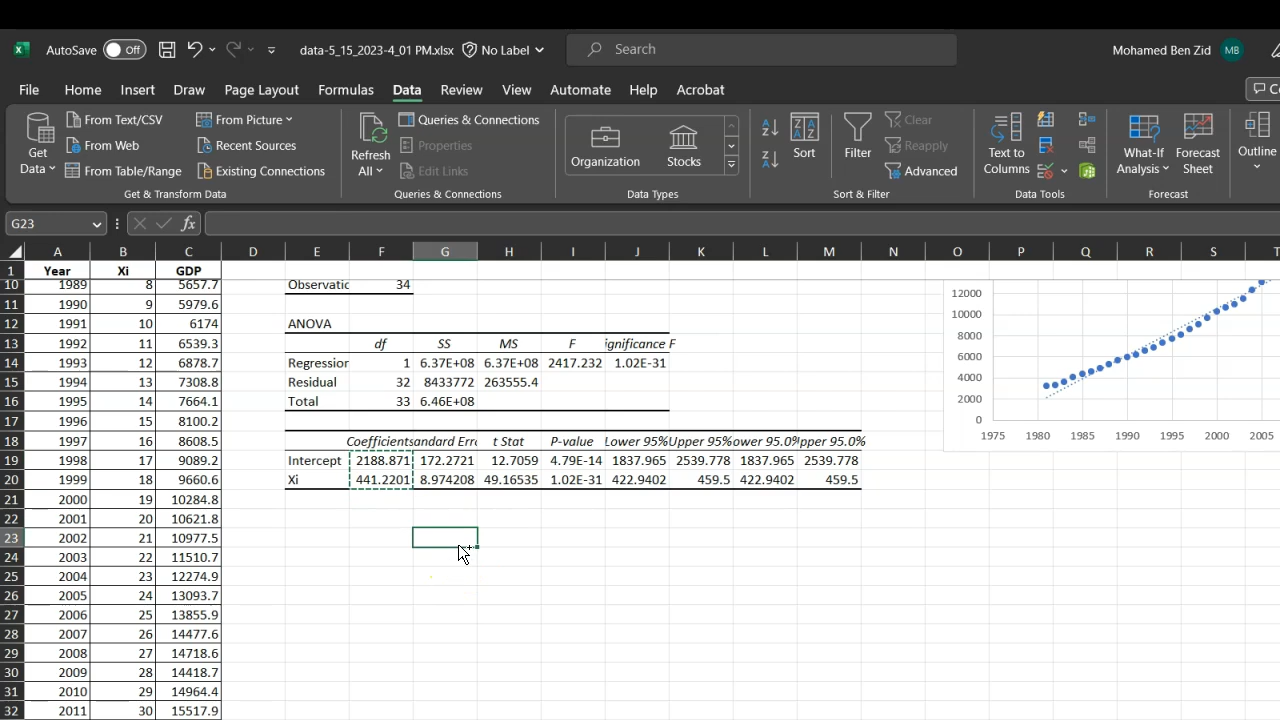 AutoSave Off data-5_15_2023-4_01 PM.xlsx No Label Search Mohamed Ben Zid MB
File Home Insert Draw Page Layout Formulas Data Review View Automate Help Acrobat
Get Data From Text/CSV From Web From Table/Range From Picture Recent Sources Existing Connections
Refresh All Queries & Connections Properties Edit Links
Organization Stocks
Sort Filter Clear Reapply Advanced
Text to Columns
What-If Analysis Forecast Sheet Outline
Get & Transform Data Queries & Connections Data Types Sort & Filter Data Tools Forecast
G23 fx
A B C D E F G H I J K L M N O P Q R S T
1 Year Xi GDP
10 1989 8 5657.7 Observatic 34
11 1990 9 5979.6
12 1991 10 6174 ANOVA
13 1992 11 6539.3 df SS MS F ignificance F
14 1993 12 6878.7 Regression 1 6.37E+08 6.37E+08 2417.232 1.02E-31
15 1994 13 7308.8 Residual 32 8433772 263555.4
16 1995 14 7664.1 Total 33 6.46E+08
17 1996 15 8100.2
18 1997 16 8608.5 Coefficients andard Erro t Stat P-value Lower 95% Upper 95% ower 95.0% pper 95.0%
19 1998 17 9089.2 Intercept 2188.871 172.2721 12.7059 4.79E-14 1837.965 2539.778 1837.965 2539.778
20 1999 18 9660.6 Xi 441.2201 8.974208 49.16535 1.02E-31 422.9402 459.5 422.9402 459.5
21 2000 19 10284.8
22 2001 20 10621.8
23 2002 21 10977.5
24 2003 22 11510.7
25 2004 23 12274.9
26 2005 24 13093.7
27 2006 25 13855.9
28 2007 26 14477.6
29 2008 27 14718.6
30 2009 28 14418.7
31 2010 29 14964.4
32 2011 30 15517.9
12000
10000
8000
6000
4000
2000
0
1975 1980 1985 1990 1995 2000 2005